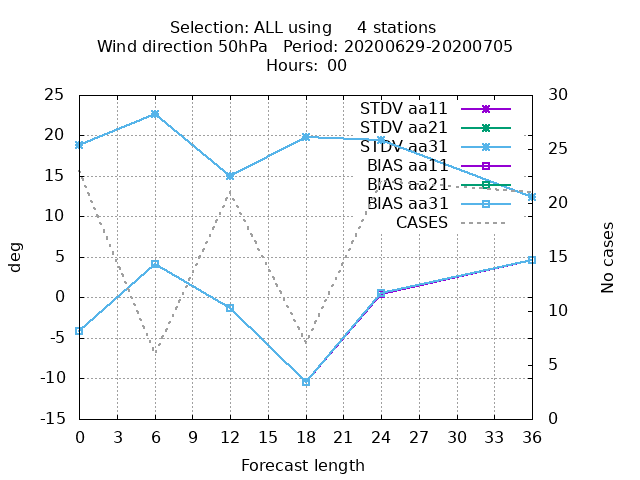 Selection: ALL using     4 stations
Wind direction 50hPa   Period: 20200629-20200705
Hours: 00
25 30
STDV aa11
STDV aa21
20
STDV aa31
25
BIAS aa11
15
BIAS aa21
BIAS aa31
20
10
CASES
deg
No cases
5 15
0
10
-5
5
-10
-15 0
0 3 6 9 12 15 18 21 24 27 30 33 36
Forecast length